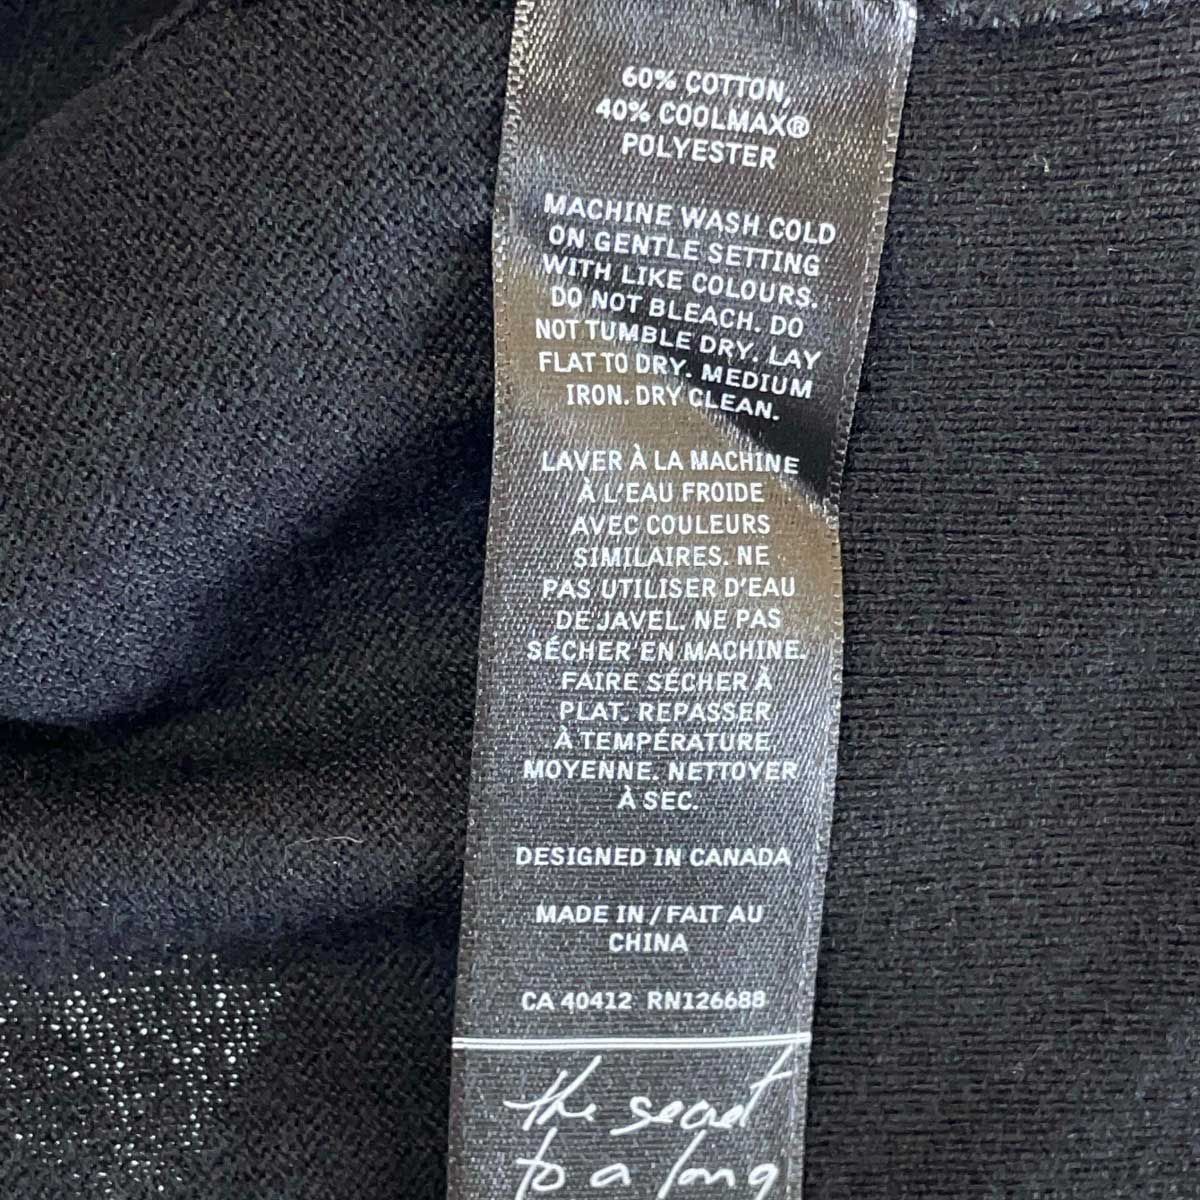 60% COTTON,
40% COOLMAX®
POLYESTER
MACHINE WASH COLD
ON GENTLE SETTING
WITH LIKE COLOURS.
DO NOT BLEACH. DO
NOT TUMBLE DRY. LAY
FLAT TO DRY. MEDIUM
IRON. DRY CLEAN.
LAVER À LA MACHINE
À L'EAU FROIDE
AVEC COULEURS
SIMILAIRES. NE
PAS UTILISER D'EAU
DE JAVEL. NE PAS
SÉCHER EN MACHINE.
FAIRE SÉCHER À
PLAT. REPASSER
À TEMPÉRATURE
MOYENNE. NETTOYER
À SEC.
DESIGNED IN CANADA
MADE IN / FAIT AU
CHINA
CA 40412 RN126688
the secret
to a long